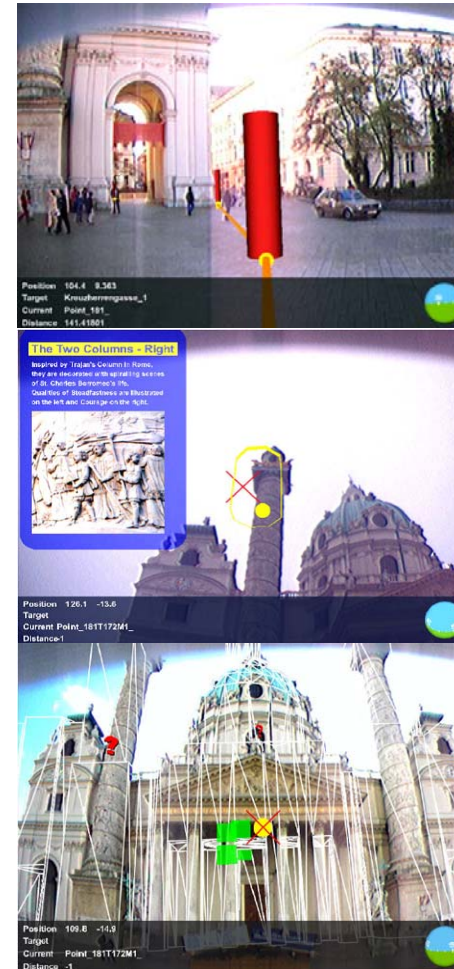 Position 104.4 9.363
Target Kreuzherrengasse_1
Current Point_181_
Distance 141.41801
The Two Columns - Right
Inspired by Trajan's Column in Rome,
they are decorated with spiralling scenes
of St. Charles Borromeo's life.
Qualities of Steadfastness are illustrated
on the left and Courage on the right.
Position 126.1 -13.6
Target
Current Point_181T172M1_
Distance-1
?
?
Position 109.8 -14.9
Target
Current Point_181T172M1_
Distance -1